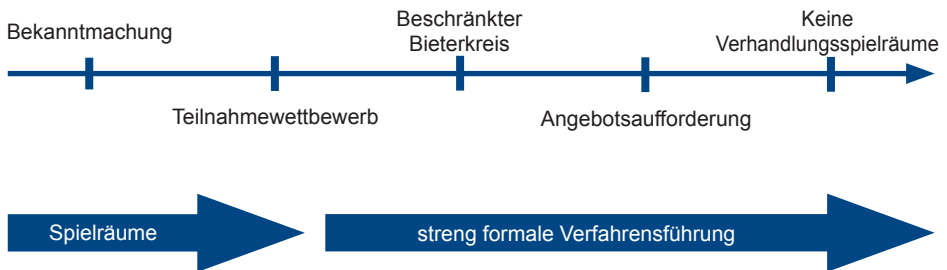 Bekanntmachung
Beschränkter
Bieterkreis
Keine
Verhandlungsspielräume
Teilnahmewettbewerb
Angebotsaufforderung
Spielräume
streng formale Verfahrensführung